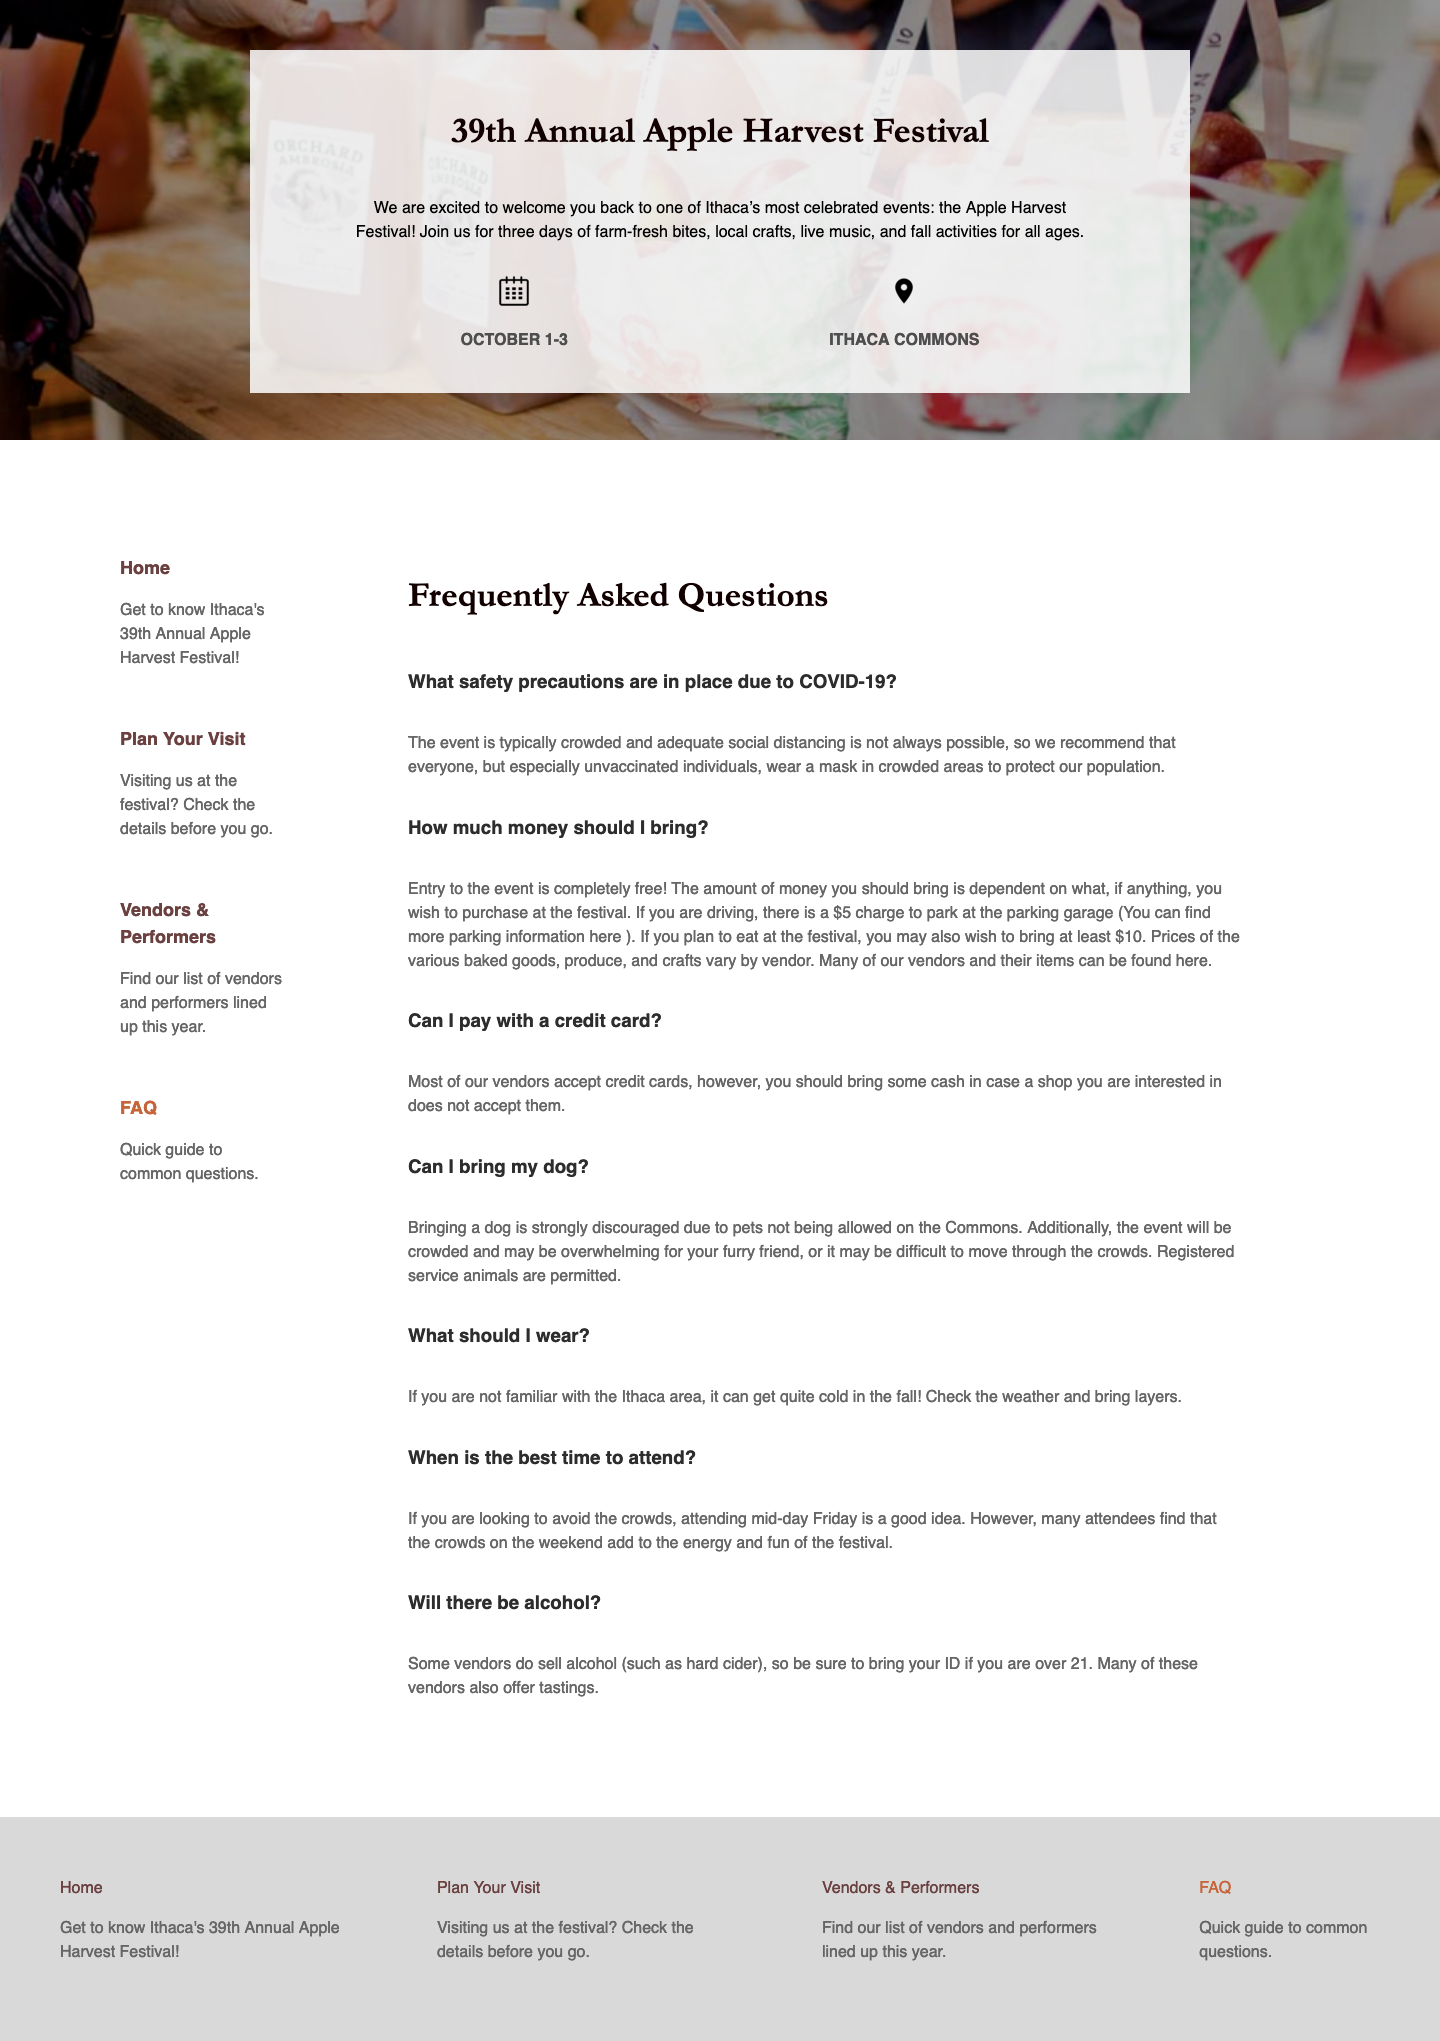 ORCHARD
AMBROSIA
EMPIRE 10
MACOUN 10
39th Annual Apple Harvest Festival
We are excited to welcome you back to one of Ithaca’s most celebrated events: the Apple Harvest
Festival! Join us for three days of farm-fresh bites, local crafts, live music, and fall activities for all ages.
OCTOBER 1-3
ITHACA COMMONS
Home
Get to know Ithaca's
39th Annual Apple
Harvest Festival!
Plan Your Visit
Visiting us at the
festival? Check the
details before you go.
Vendors &
Performers
Find our list of vendors
and performers lined
up this year.
FAQ
Quick guide to
common questions.
Frequently Asked Questions
What safety precautions are in place due to COVID-19?
The event is typically crowded and adequate social distancing is not always possible, so we recommend that
everyone, but especially unvaccinated individuals, wear a mask in crowded areas to protect our population.
How much money should I bring?
Entry to the event is completely free! The amount of money you should bring is dependent on what, if anything, you
wish to purchase at the festival. If you are driving, there is a $5 charge to park at the parking garage (You can find
more parking information here ). If you plan to eat at the festival, you may also wish to bring at least $10. Prices of the
various baked goods, produce, and crafts vary by vendor. Many of our vendors and their items can be found here.
Can I pay with a credit card?
Most of our vendors accept credit cards, however, you should bring some cash in case a shop you are interested in
does not accept them.
Can I bring my dog?
Bringing a dog is strongly discouraged due to pets not being allowed on the Commons. Additionally, the event will be
crowded and may be overwhelming for your furry friend, or it may be difficult to move through the crowds. Registered
service animals are permitted.
What should I wear?
If you are not familiar with the Ithaca area, it can get quite cold in the fall! Check the weather and bring layers.
When is the best time to attend?
If you are looking to avoid the crowds, attending mid-day Friday is a good idea. However, many attendees find that
the crowds on the weekend add to the energy and fun of the festival.
Will there be alcohol?
Some vendors do sell alcohol (such as hard cider), so be sure to bring your ID if you are over 21. Many of these
vendors also offer tastings.
Home
Get to know Ithaca's 39th Annual Apple
Harvest Festival!
Plan Your Visit
Visiting us at the festival? Check the
details before you go.
Vendors & Performers
Find our list of vendors and performers
lined up this year.
FAQ
Quick guide to common
questions.